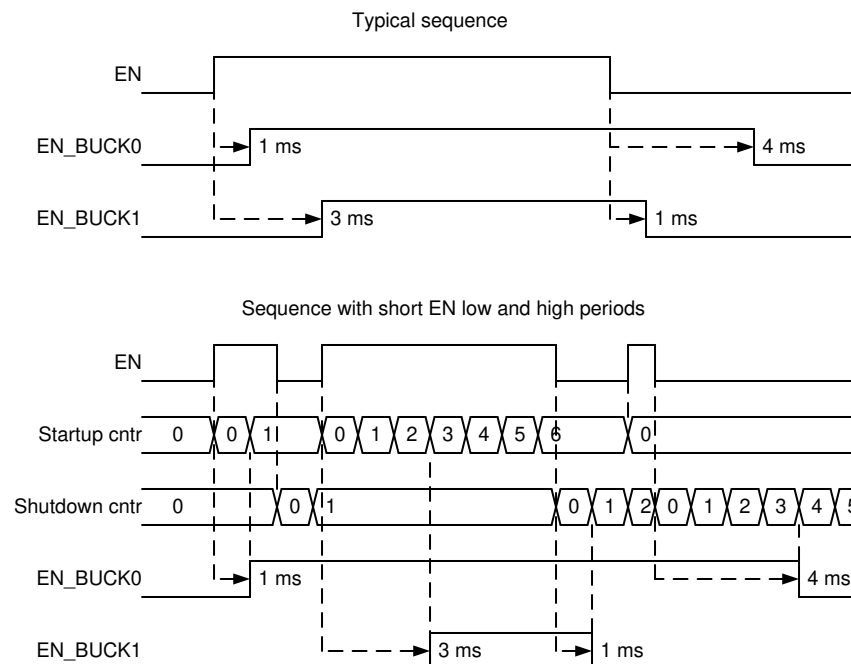 Typical sequence
EN
EN_BUCK0 1 ms 4 ms
EN_BUCK1 3 ms 1 ms
Sequence with short EN low and high periods
EN
Startup cntr 0 0 1 0 1 2 3 4 5 6 0
Shutdown cntr 0 0 1 0 1 2 0 1 2 3 4 5
EN_BUCK0 1 ms 4 ms
EN_BUCK1 3 ms 1 ms